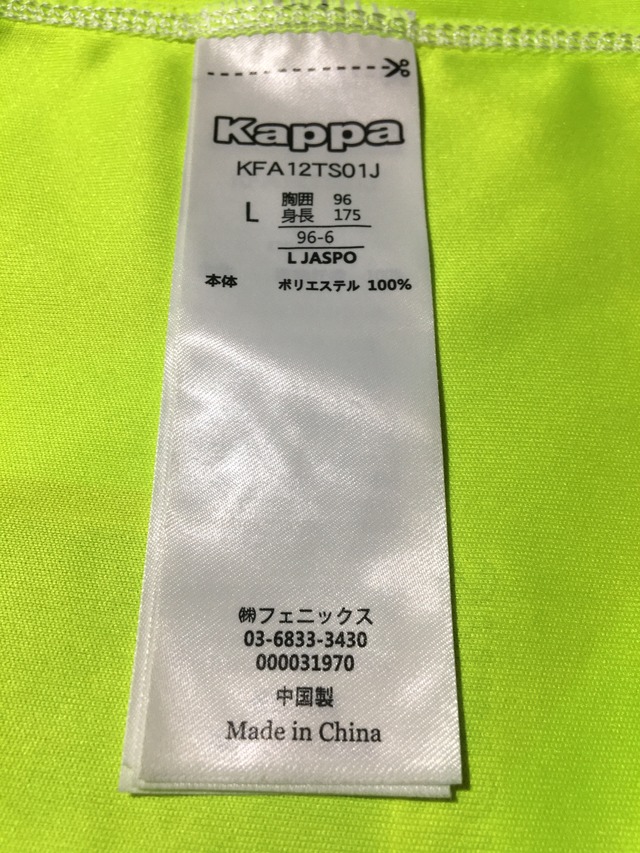 Kappa
KFA12TS01J
L 胸囲 96
身長 175
96-6
L JASPO
本体 ポリエステル 100%
㈱フェニックス
03-6833-3430
000031970
中国製
Made in China